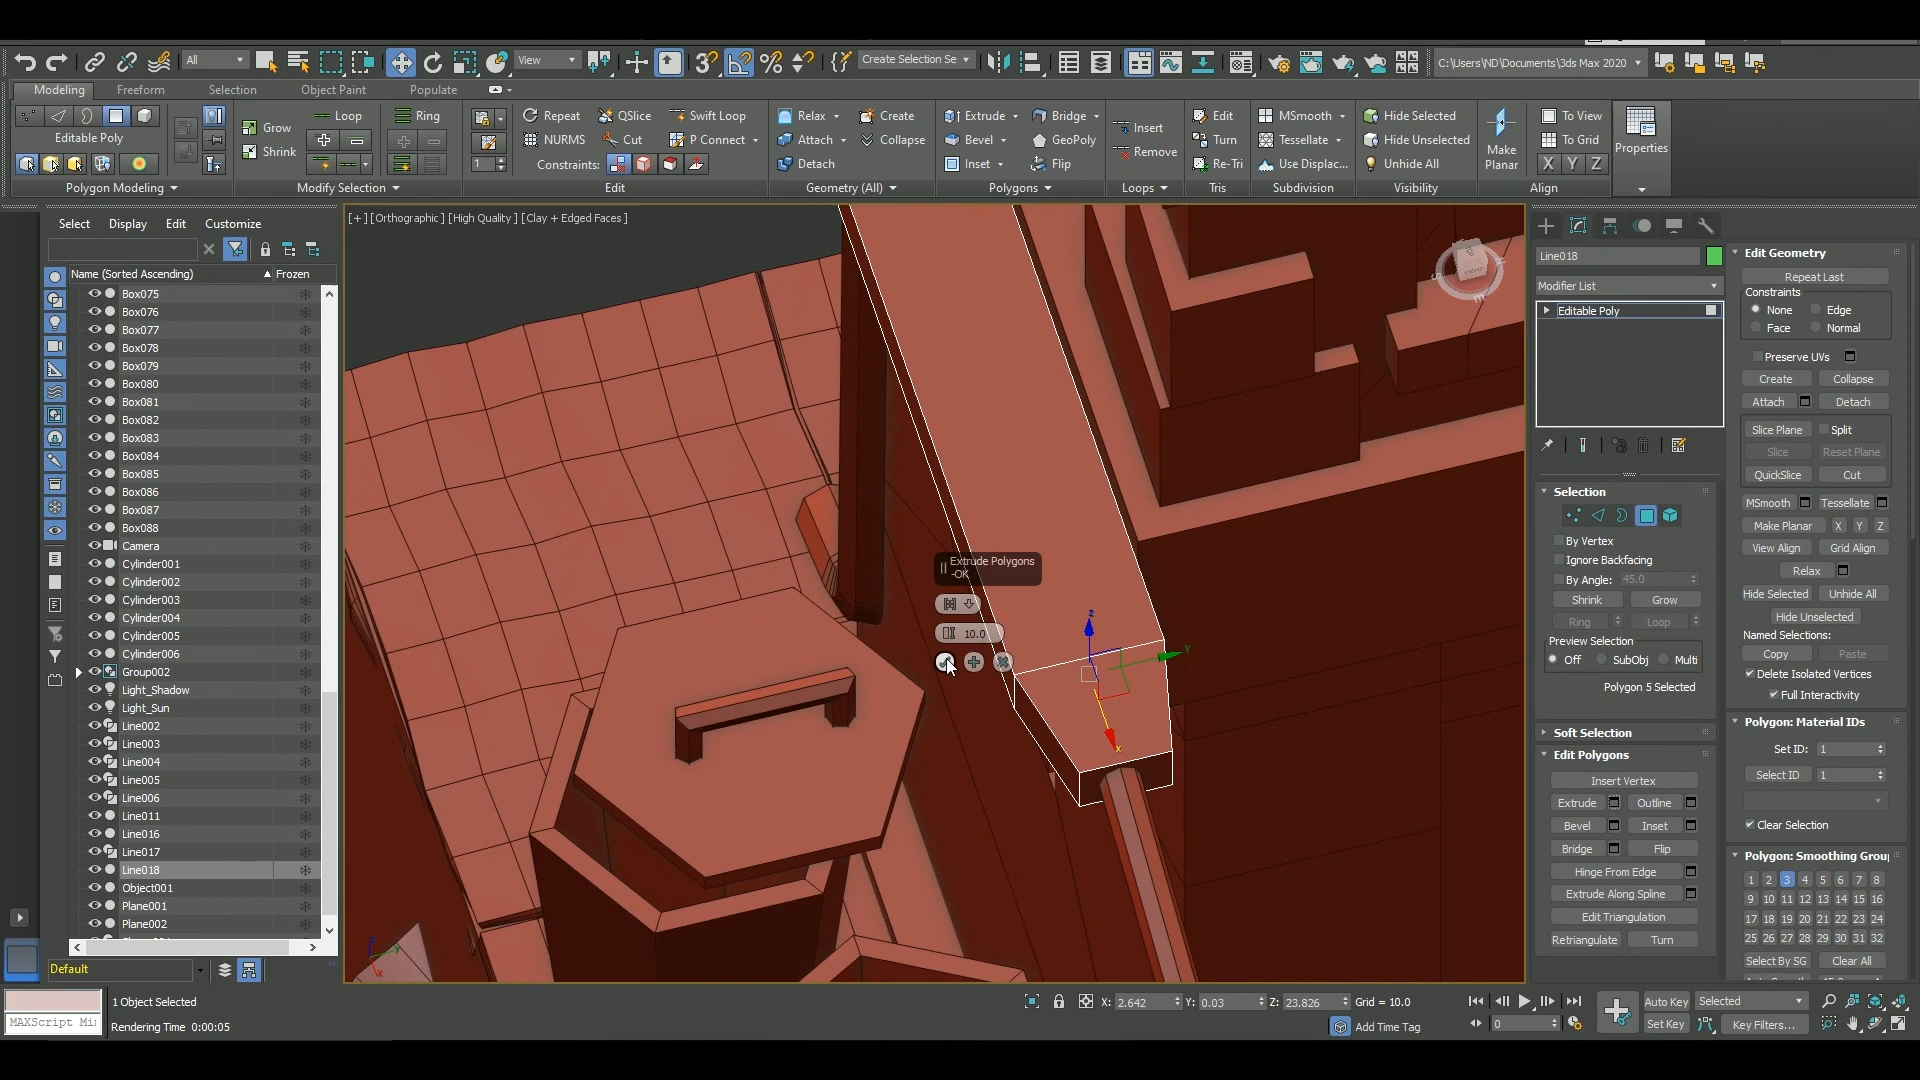 All
View
Create Selection Se
C:\Users\ND\Documents\3ds Max 2020
Modeling Freeform Selection Object Paint Populate
Editable Poly
Polygon Modeling
Grow
Shrink
Loop
Ring
Modify Selection
1
Repeat QSlice Swift Loop
NURMS Cut P Connect
Constraints:
Edit
Relax Create
Attach Collapse
Detach
Geometry (All)
Extrude Bridge
Bevel GeoPoly
Inset Flip
Polygons
Insert
Remove
Loops
Edit
Turn
Re-Tri
Tris
MSmooth
Tessellate
Use Displac...
Subdivision
Hide Selected
Hide Unselected
Unhide All
Visibility
Make
Planar
To View
To Grid
X Y Z
Align
Properties
Select Display Edit Customize
Name (Sorted Ascending) Frozen
Box075
Box076
Box077
Box078
Box079
Box080
Box081
Box082
Box083
Box084
Box085
Box086
Box087
Box088
Camera
Cylinder001
Cylinder002
Cylinder003
Cylinder004
Cylinder005
Cylinder006
Group002
Light_Shadow
Light_Sun
Line002
Line003
Line004
Line005
Line006
Line011
Line016
Line017
Line018
Object001
Plane001
Plane002
Default
[+] [Orthographic] [High Quality] [Clay + Edged Faces]
Extrude Polygons
-OK
10.0
z
y
x
Line018
Modifier List
Editable Poly
Selection
By Vertex
Ignore Backfacing
By Angle: 45.0
Shrink Grow
Ring Loop
Preview Selection
Off SubObj Multi
Polygon 5 Selected
Soft Selection
Edit Polygons
Insert Vertex
Extrude Outline
Bevel Inset
Bridge Flip
Hinge From Edge
Extrude Along Spline
Edit Triangulation
Retriangulate Turn
Edit Geometry
Repeat Last
Constraints
None Edge
Face Normal
Preserve UVs
Create Collapse
Attach Detach
Slice Plane Split
Slice Reset Plane
QuickSlice Cut
MSmooth Tessellate
Make Planar X Y Z
View Align Grid Align
Relax
Hide Selected Unhide All
Hide Unselected
Named Selections:
Copy Paste
Delete Isolated Vertices
Full Interactivity
Polygon: Material IDs
Set ID: 1
Select ID 1
Clear Selection
Polygon: Smoothing Grou
1 2 3 4 5 6 7 8
9 10 11 12 13 14 15 16
17 18 19 20 21 22 23 24
25 26 27 28 29 30 31 32
Select By SG Clear All
1 Object Selected
MAXScript Mi
Rendering Time 0:00:05
X: 2.642 Y: 0.03 Z: 23.826 Grid = 10.0
Add Time Tag
0
Auto Key Selected
Set Key Key Filters...